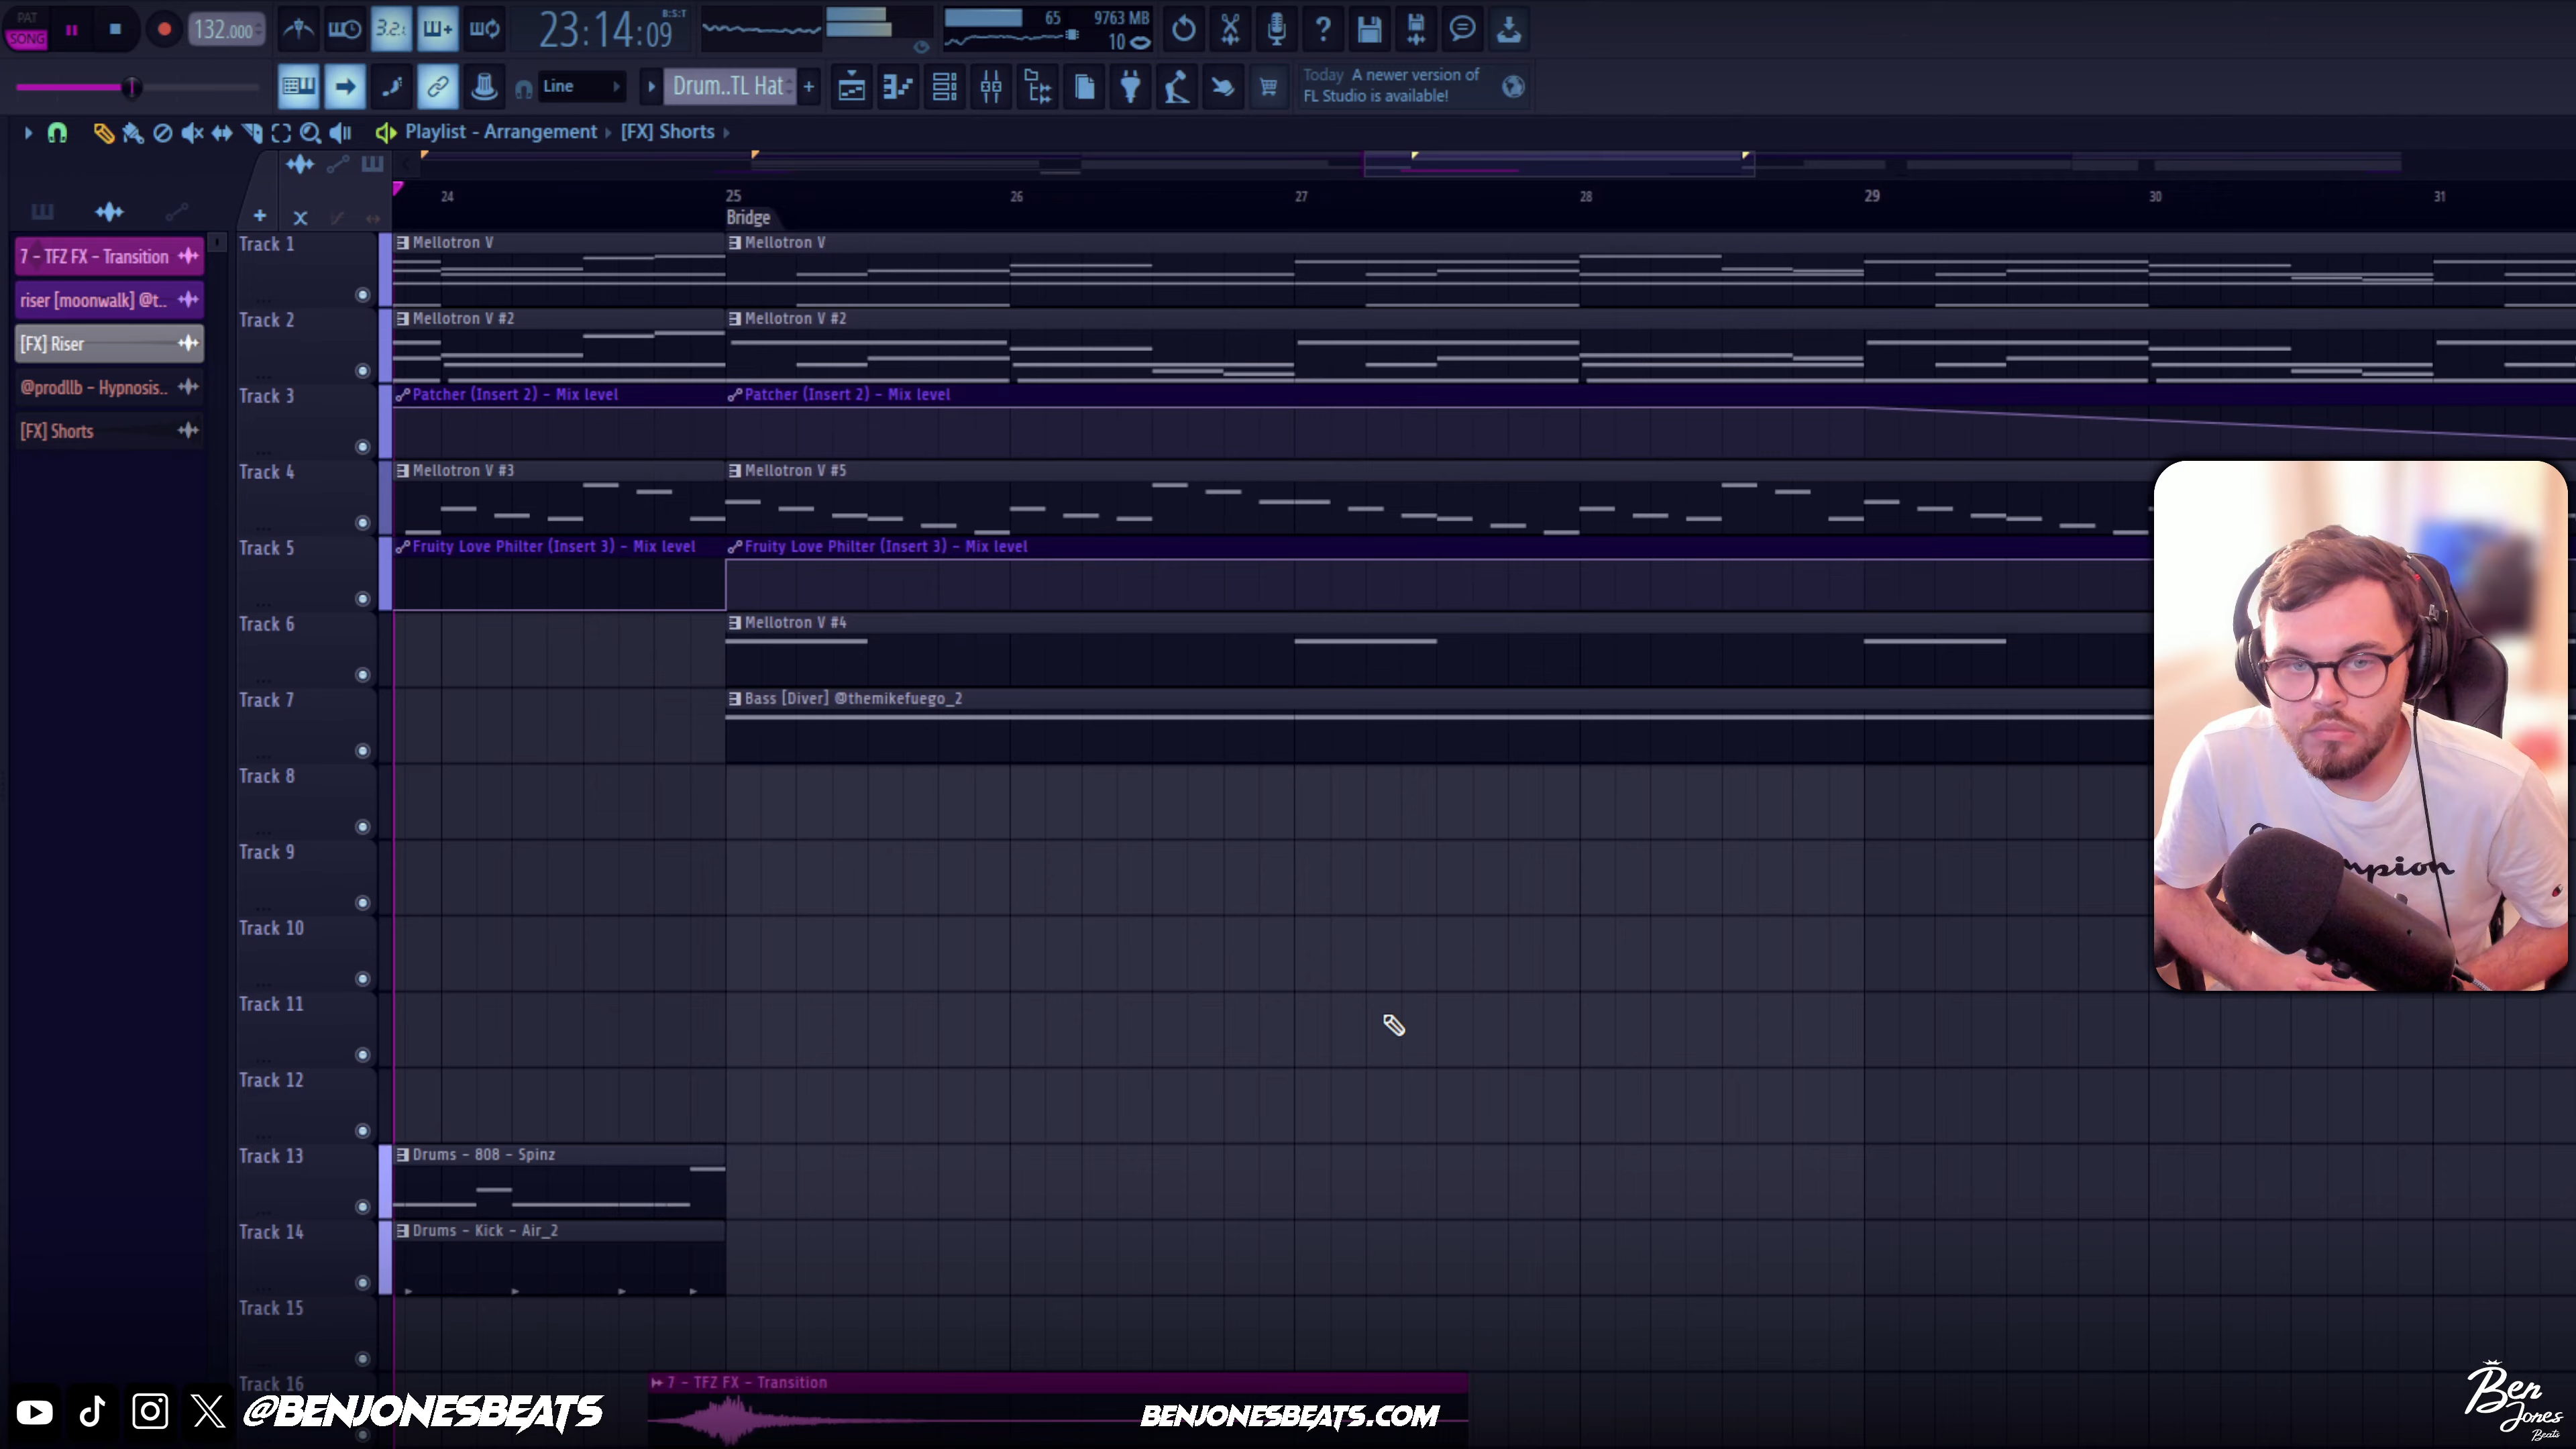 PAT
SONG
132.000
3.2.
23:14:09
B:S:T
65
9763 MB
10
Line
Drum..TL Hat
Today A newer version of
FL Studio is available!
Playlist - Arrangement
[FX] Shorts
24 25 26 27 28 29 30 31
Bridge
7 - TFZ FX - Transition
riser [moonwalk] @t..
[FX] Riser
@prodllb - Hypnosis..
[FX] Shorts
Track 1
Mellotron V
Mellotron V
Track 2
Mellotron V #2
Mellotron V #2
Track 3
Patcher (Insert 2) - Mix level
Patcher (Insert 2) - Mix level
Track 4
Mellotron V #3
Mellotron V #5
Track 5
Fruity Love Philter (Insert 3) - Mix level
Fruity Love Philter (Insert 3) - Mix level
Track 6
Mellotron V #4
Track 7
Bass [Diver] @themikefuego_2
Track 8
Track 9
Track 10
Track 11
Track 12
Track 13
Drums - 808 - Spinz
Track 14
Drums - Kick - Air_2
Track 15
Track 16
7 - TFZ FX - Transition
@BENJONESBEATS
BENJONESBEATS.COM
Ben
Jones
Beats